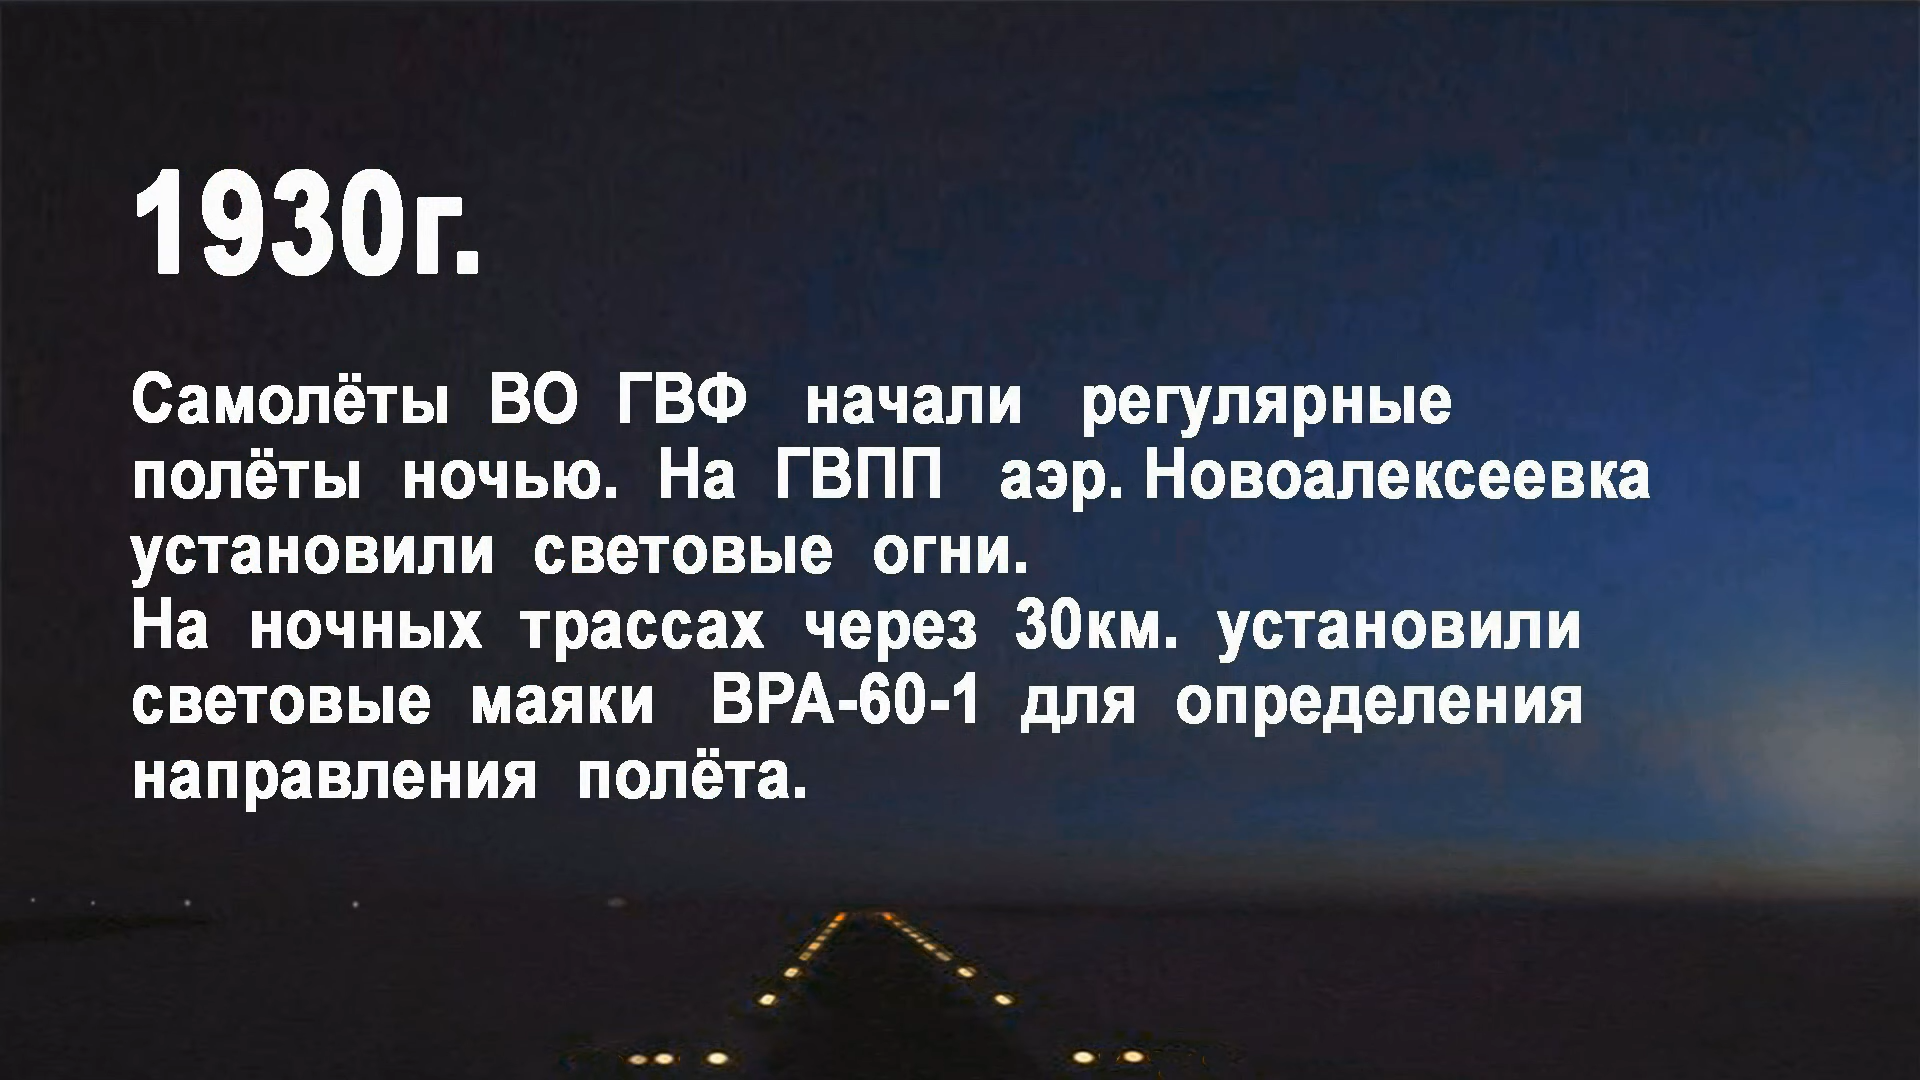 1930г.
Самолёты ВО ГВФ начали регулярные
полёты ночью. На ГВПП аэр. Новоалексеевка
установили световые огни.
На ночных трассах через 30км. установили
световые маяки ВРА-60-1 для определения
направления полёта.